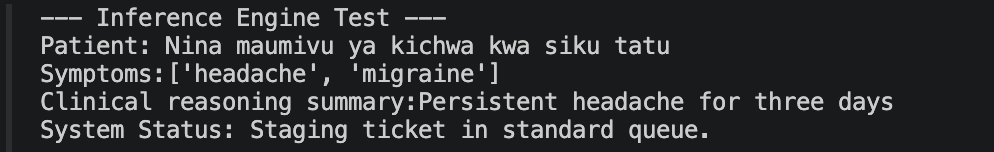 --- Inference Engine Test ---
Patient: Nina maumivu ya kichwa kwa siku tatu
Symptoms:['headache', 'migraine']
Clinical reasoning summary:Persistent headache for three days
System Status: Staging ticket in standard queue.